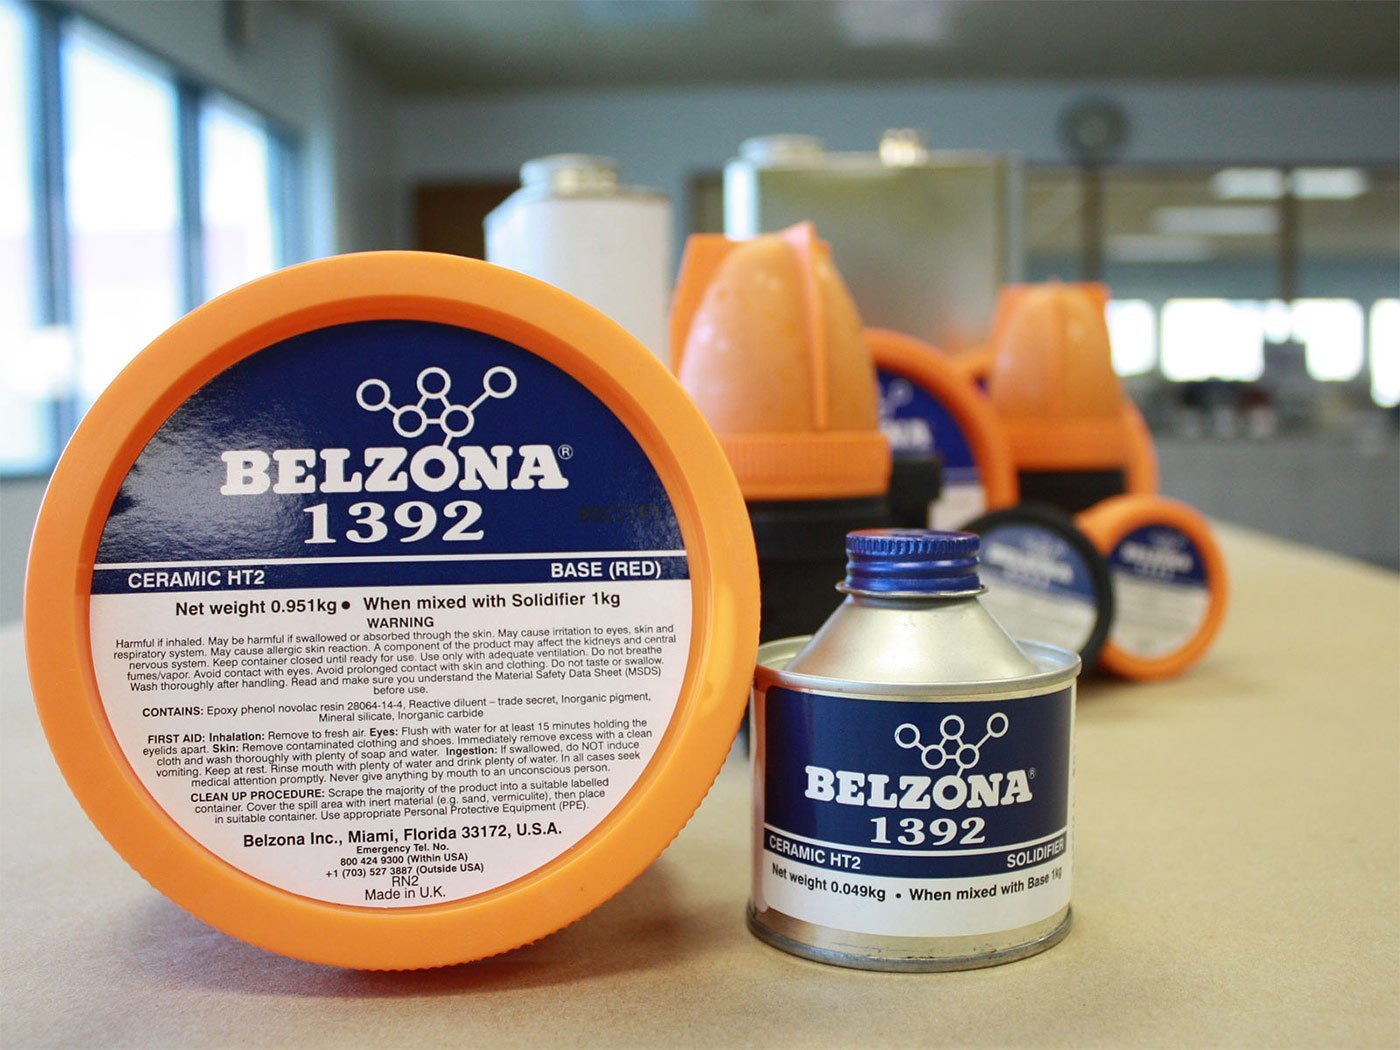 BELZONA®
1392
CERAMIC HT2 BASE (RED)
Net weight 0.951kg • When mixed with Solidifier 1kg
WARNING
Harmful if inhaled. May be harmful if swallowed or absorbed through the skin. May cause irritation to eyes, skin and
respiratory system. May cause allergic skin reaction. A component of the product may affect the kidneys and central
nervous system. Keep container closed until ready for use. Use only with adequate ventilation. Do not breathe
fumes/vapor. Avoid contact with eyes. Avoid prolonged contact with skin and clothing. Do not taste or swallow.
Wash thoroughly after handling. Read and make sure you understand the Material Safety Data Sheet (MSDS)
before use.
CONTAINS: Epoxy phenol novolac resin 28064-14-4, Reactive diluent – trade secret, Inorganic pigment,
Mineral silicate, Inorganic carbide
FIRST AID: Inhalation: Remove to fresh air. Eyes: Flush with water for at least 15 minutes holding the
eyelids apart. Skin: Remove contaminated clothing and shoes. Immediately remove excess with a clean
cloth and wash thoroughly with plenty of soap and water. Ingestion: If swallowed, do NOT induce
vomiting. Keep at rest. Rinse mouth with plenty of water and drink plenty of water. In all cases seek
medical attention promptly. Never give anything by mouth to an unconscious person.
CLEAN UP PROCEDURE: Scrape the majority of the product into a suitable labelled
container. Cover the spill area with inert material (e.g. sand, vermiculite), then place
in suitable container. Use appropriate Personal Protective Equipment (PPE).
Belzona Inc., Miami, Florida 33172, U.S.A.
Emergency Tel. No.
800 424 9300 (Within USA)
+1 (703) 527 3887 (Outside USA)
RN2
Made in U.K.
BELZONA®
1392
CERAMIC HT2 SOLIDIFIER
Net weight 0.049kg • When mixed with Base 1kg